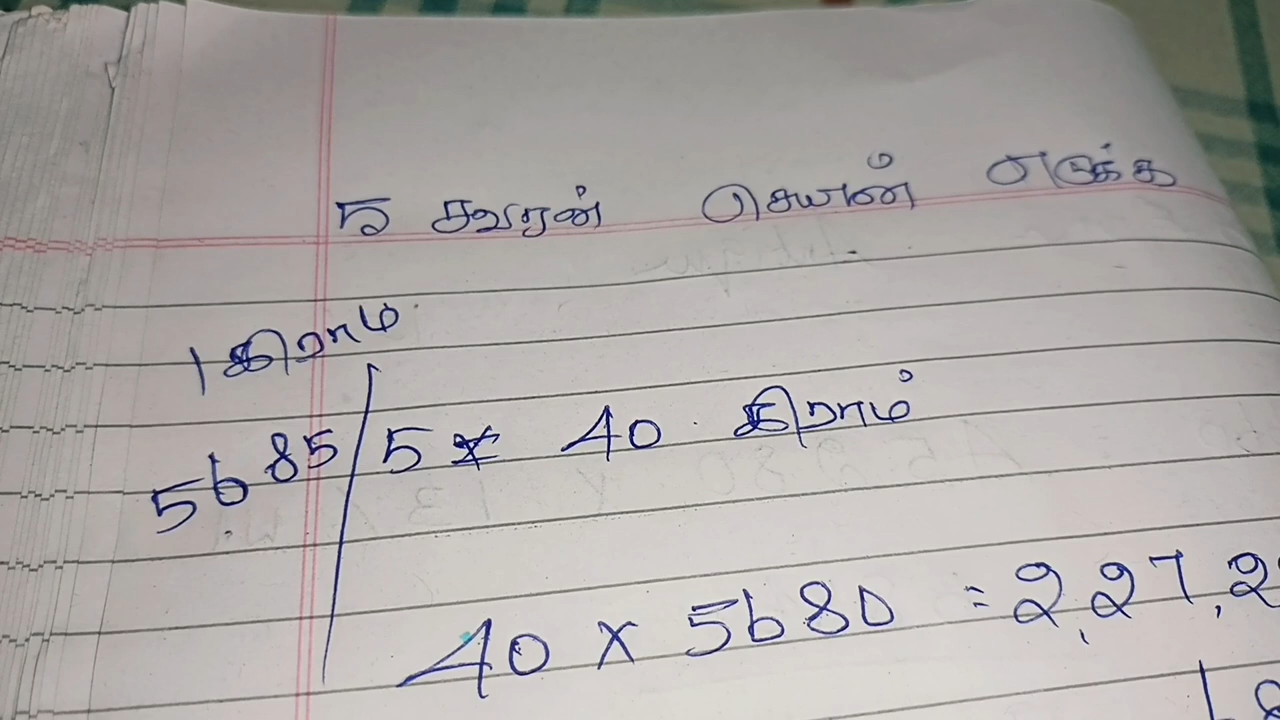 5 சவரன் செயின் எடுக்க
1 கிராம்
5685 5 * 40 கிராம்
40 x 5680 = 2,27,2